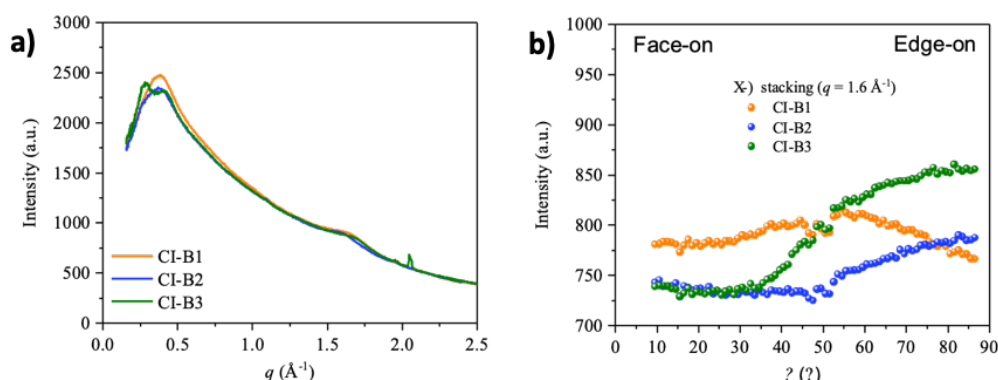 a)
3000
2500
2000
1500
1000
500
0
Intensity (a.u.)
CI-B1
CI-B2
CI-B3
0.0 0.5 1.0 1.5 2.0 2.5
q (Å-1)
b)
1000
950
900
850
800
750
700
Intensity (a.u.)
Face-on Edge-on
X-) stacking (q = 1.6 Å-1)
CI-B1
CI-B2
CI-B3
0 10 20 30 40 50 60 70 80 90
? (?)